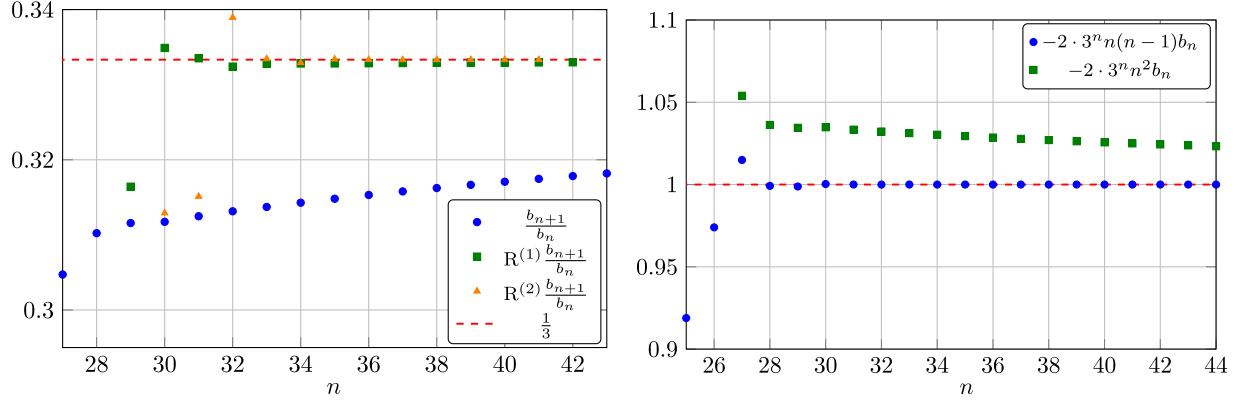 0.34
0.32
0.3
28 30 32 34 36 38 40 42
n
b_{n+1}/b_n
R^{(1)} b_{n+1}/b_n
R^{(2)} b_{n+1}/b_n
1/3
1.1
1.05
1
0.95
0.9
26 28 30 32 34 36 38 40 42 44
n
−2 · 3^n n(n − 1)b_n
−2 · 3^n n^2 b_n